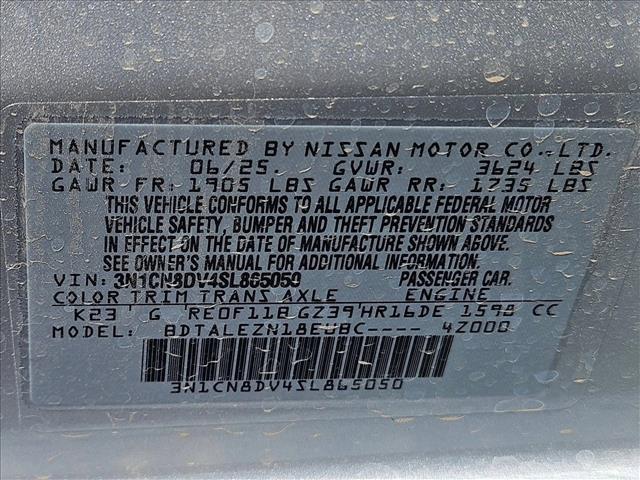 MANUFACTURED BY NISSAN MOTOR CO.,LTD.
DATE: 06/25. GVWR: 3624 LBS
GAWR FR: 1905 LBS GAWR RR: 1735 LBS
THIS VEHICLE CONFORMS TO ALL APPLICABLE FEDERAL MOTOR
VEHICLE SAFETY, BUMPER AND THEFT PREVENTION STANDARDS
IN EFFECT ON THE DATE OF MANUFACTURE SHOWN ABOVE.
SEE OWNER'S MANUAL FOR ADDITIONAL INFORMATION.
VIN: 3N1CN8DV4SL865050 PASSENGER CAR.
COLOR TRIM TRANS AXLE ENGINE
K23 G RE0F11B GZ39 HR16DE 1598 CC
MODEL: BDTALEZN18EUBC---- 4Z000
3N1CN8DV4SL865050